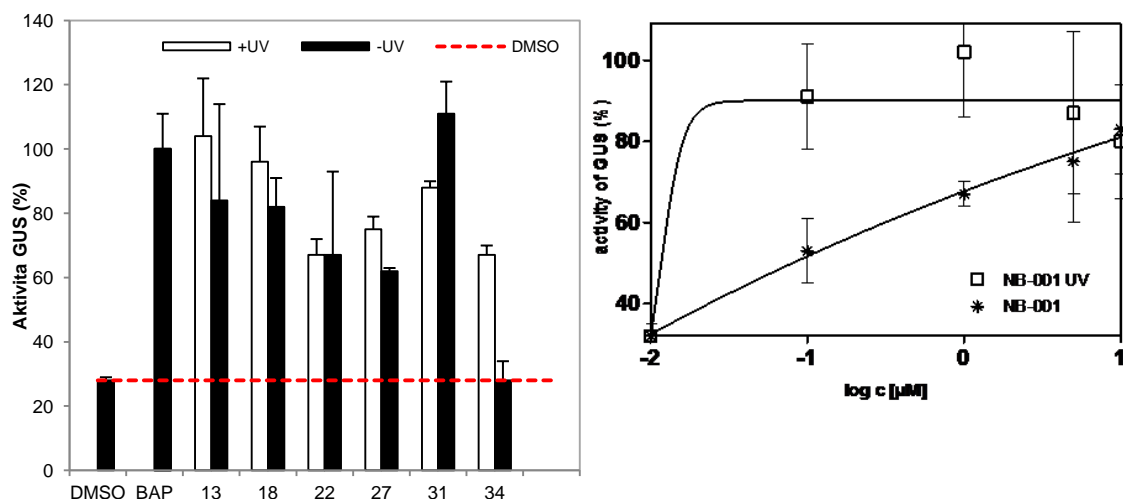 140
120
100
80
60
40
20
0
Aktivita GUS (%)
+UV -UV DMSO
DMSO BAP 13 18 22 27 31 34
100
80
60
40
activity of GUS (%)
NB-001 UV
NB-001
-2 -1 0 1
log c [µM]